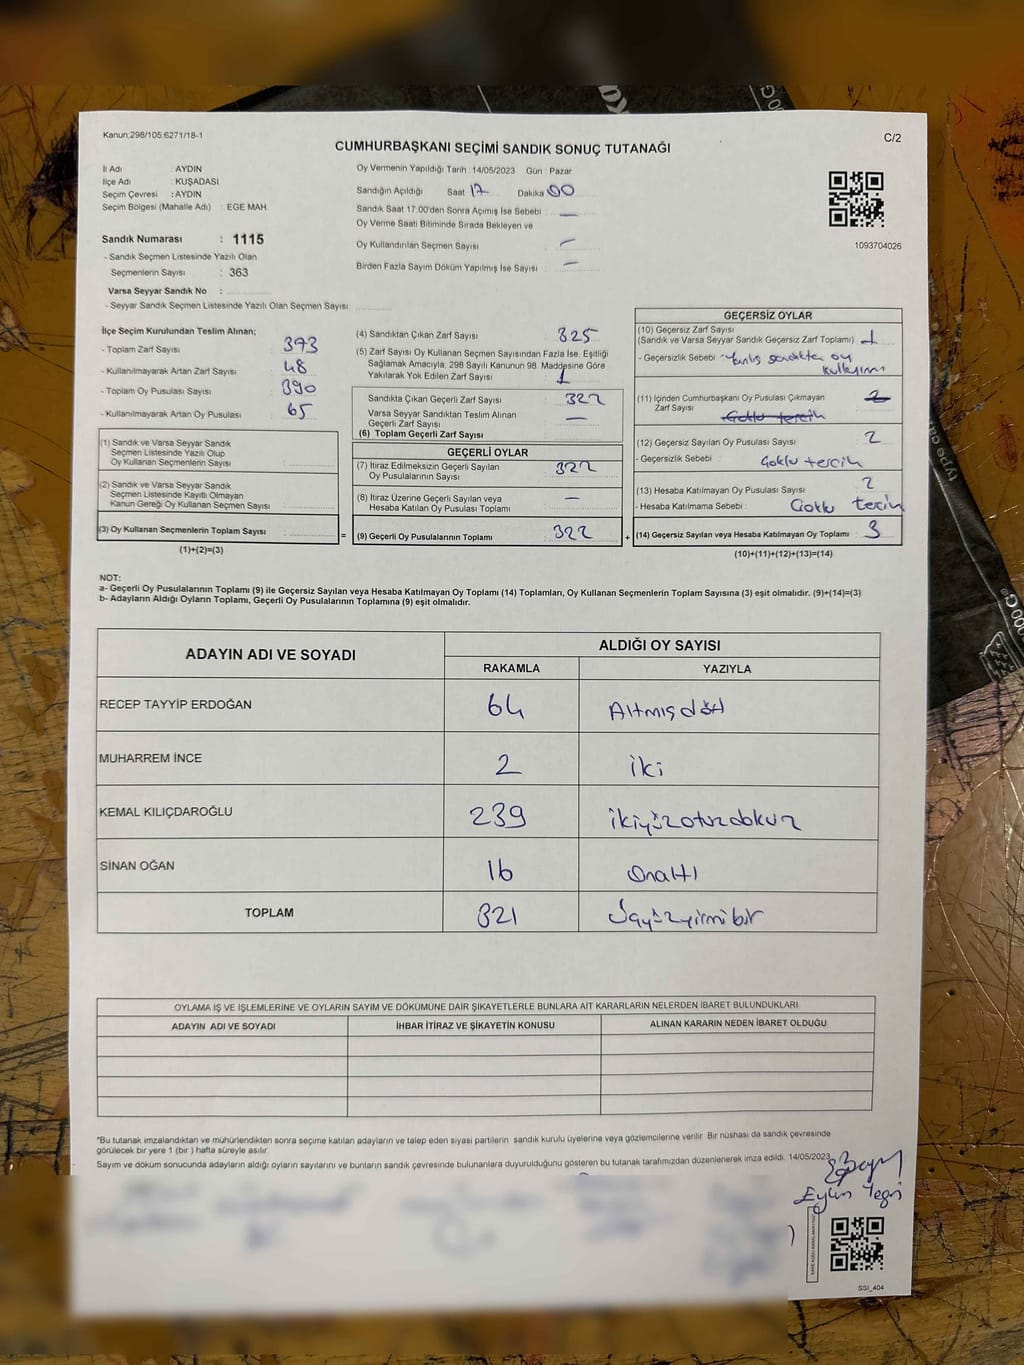 Kanun,298/105,6271/18-1
C/2
CUMHURBAŞKANI SEÇİMİ SANDIK SONUÇ TUTANAĞI
İl Adı : AYDIN
İlçe Adı : KUŞADASI
Seçim Çevresi : AYDIN
Seçim Bölgesi (Mahalle Adı) : EGE MAH.
Sandık Numarası : 1115
- Sandık Seçmen Listesinde Yazılı Olan
Seçmenlerin Sayısı : 363
Varsa Seyyar Sandık No :
- Seyyar Sandık Seçmen Listesinde Yazılı Olan Seçmen Sayısı:
Oy Vermenin Yapıldığı Tarih : 14/05/2023 Gün : Pazar
Sandığın Açıldığı Saat 17 Dakika 00
Sandık Saat 17:00'den Sonra Açımış İse Sebebi : —
Oy Verme Saati Bitiminde Sırada Bekleyen ve
Oy Kullandırılan Seçmen Sayısı : —
Birden Fazla Sayım Döküm Yapılmış İse Sayısı : —
1093704026
İlçe Seçim Kurulundan Teslim Alınan;
- Toplam Zarf Sayısı : 373
- Kullanılmayarak Artan Zarf Sayısı : 48
- Toplam Oy Pusulası Sayısı : 390
- Kullanılmayarak Artan Oy Pusulası : 65
(1) Sandık ve Varsa Seyyar Sandık
Seçmen Listesinde Yazılı Olup
Oy Kullanan Seçmenlerin Sayısı :
(2) Sandık ve Varsa Seyyar Sandık
Seçmen Listesinde Kayıtlı Olmayan
Kanun Gereği Oy Kullanan Seçmen Sayısı :
(3) Oy Kullanan Seçmenlerin Toplam Sayısı :
(1)+(2)=(3)
=
(4) Sandıktan Çıkan Zarf Sayısı : 325
(5) Zarf Sayısı Oy Kullanan Seçmen Sayısından Fazla İse, Eşitliği
Sağlamak Amacıyla, 298 Sayılı Kanunun 98. Maddesine Göre
Yakılarak Yok Edilen Zarf Sayısı : 1
Sandıkta Çıkan Geçerli Zarf Sayısı : 322
Varsa Seyyar Sandıktan Teslim Alınan
Geçerli Zarf Sayısı : —
(6) Toplam Geçerli Zarf Sayısı :
GEÇERLİ OYLAR
(7) İtiraz Edilmeksizin Geçerli Sayılan
Oy Pusulalarının Sayısı : 322
(8) İtiraz Üzerine Geçerli Sayılan veya
Hesaba Katılan Oy Pusulası Toplamı : —
(9) Geçerli Oy Pusulalarının Toplamı : 322
+
GEÇERSİZ OYLAR
(10) Geçersiz Zarf Sayısı
(Sandık ve Varsa Seyyar Sandık Geçersiz Zarf Toplamı) : 1
- Geçersizlik Sebebi : Yanlış sandıkta oy
kullanımı
(11) İçinden Cumhurbaşkanı Oy Pusulası Çıkmayan 2
Zarf Sayısı
Çoklu tercih
(12) Geçersiz Sayılan Oy Pusulası Sayısı : 2
- Geçersizlik Sebebi : Çoklu tercih
(13) Hesaba Katılmayan Oy Pusulası Sayısı : 2
- Hesaba Katılmama Sebebi : Çoklu tercih
(14) Geçersiz Sayılan veya Hesaba Katılmayan Oy Toplamı : 3
(10)+(11)+(12)+(13)=(14)
NOT:
a- Geçerli Oy Pusulalarının Toplamı (9) ile Geçersiz Sayılan veya Hesaba Katılmayan Oy Toplamı (14) Toplamları, Oy Kullanan Seçmenlerin Toplam Sayısına (3) eşit olmalıdır. (9)+(14)=(3)
b- Adayların Aldığı Oyların Toplamı, Geçerli Oy Pusulalarının Toplamına (9) eşit olmalıdır.
ADAYIN ADI VE SOYADI
ALDIĞI OY SAYISI
RAKAMLA YAZIYLA
RECEP TAYYİP ERDOĞAN 64 Altmışdört
MUHARREM İNCE 2 iki
KEMAL KILIÇDAROĞLU 239 ikiyüzotuzdokuz
SİNAN OĞAN 16 Onaltı
TOPLAM 321 Üçyüzyirmibir
OYLAMA İŞ VE İŞLEMLERİNE VE OYLARIN SAYIM VE DÖKÜMÜNE DAİR ŞİKAYETLERLE BUNLARA AİT KARARLARIN NELERDEN İBARET BULUNDUKLARI
ADAYIN ADI VE SOYADI İHBAR İTİRAZ VE ŞİKAYETİN KONUSU ALINAN KARARIN NEDEN İBARET OLDUĞU
*Bu tutanak imzalandıktan ve mühürlendikten sonra seçime katılan adayların ve talep eden siyasi partilerin sandık kurulu üyelerine veya gözlemcilerine verilir. Bir nüshası da sandık çevresinde
görülecek bir yere 1 (bir) hafta süreyle asılır.
Sayım ve döküm sonucunda adayların aldığı oyların sayılarını ve bunların sandık çevresinde bulunanlara duyurulduğunu gösteren bu tutanak tarafımızdan düzenlenerek imza edildi. 14/05/2023
SSİ_404